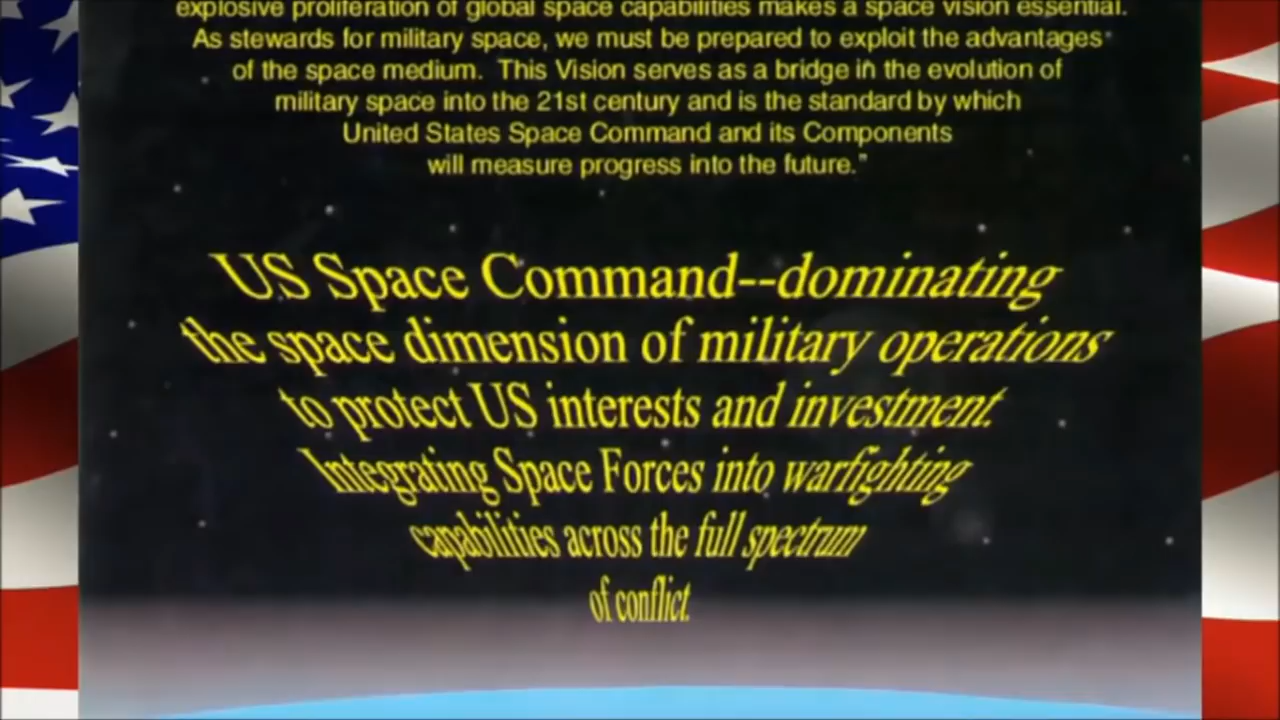 explosive proliferation of global space capabilities makes a space vision essential.
As stewards for military space, we must be prepared to exploit the advantages
of the space medium.  This Vision serves as a bridge in the evolution of
military space into the 21st century and is the standard by which
United States Space Command and its Components
will measure progress into the future."
US Space Command--dominating
the space dimension of military operations
to protect US interests and investment.
Integrating Space Forces into warfighting
capabilities across the full spectrum
of conflict.